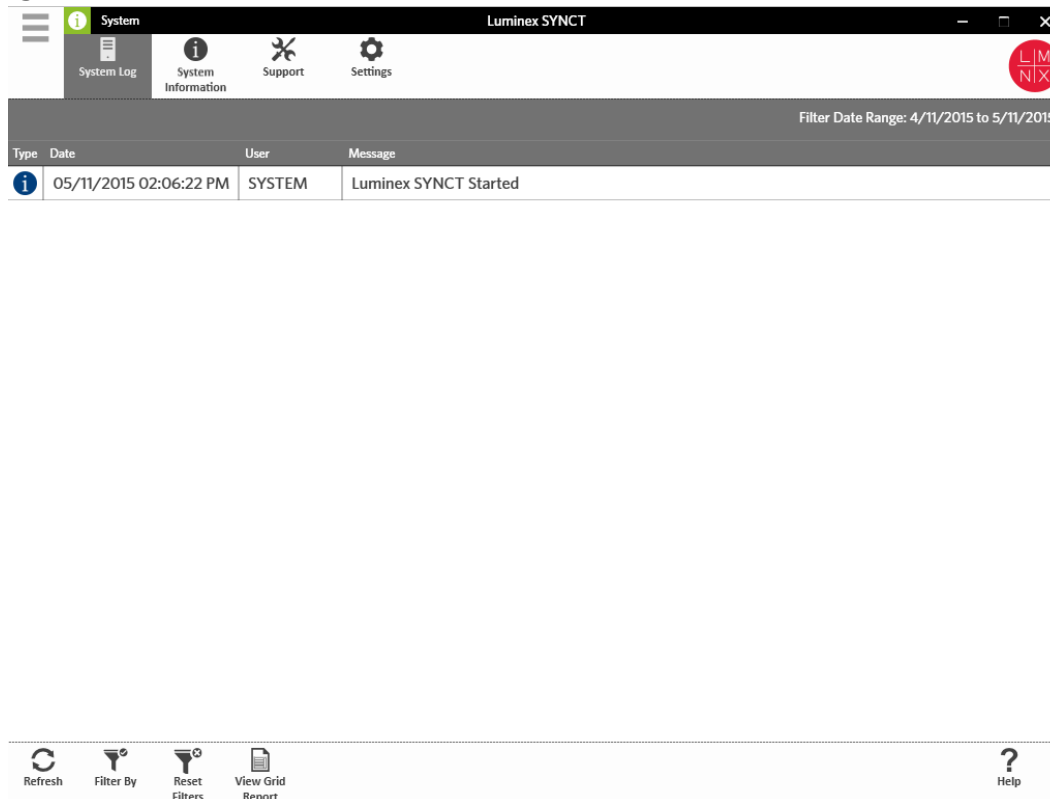 System
Luminex SYNCT
System Log
System
Information
Support
Settings
L M
N X
Filter Date Range: 4/11/2015 to 5/11/2015
Type Date User Message
05/11/2015 02:06:22 PM SYSTEM Luminex SYNCT Started
Refresh
Filter By
Reset
Filters
View Grid
Report
Help